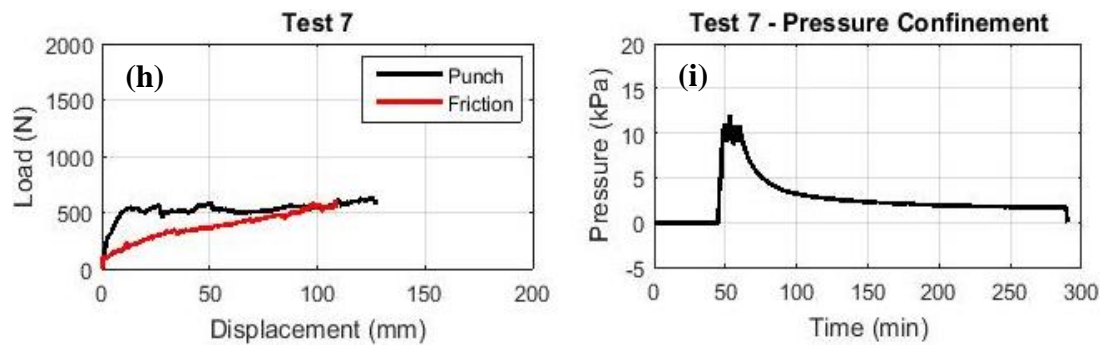 Test 7
2000
1500
1000
500
0
Load (N)
(h)
Punch
Friction
0 50 100 150 200
Displacement (mm)
Test 7 - Pressure Confinement
20
15
10
5
0
-5
Pressure (kPa)
(i)
0 50 100 150 200 250 300
Time (min)